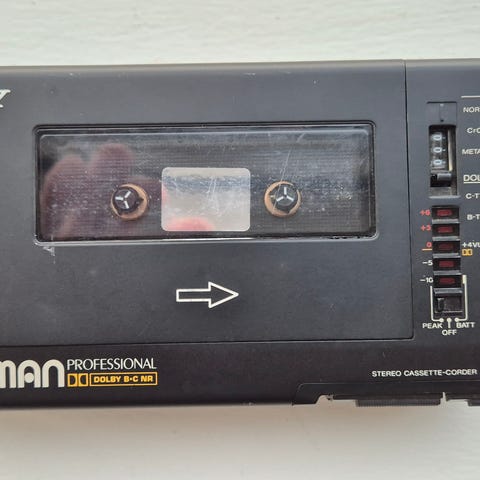 Y
MAN PROFESSIONAL
DOLBY B-C NR
NOR
CrO
META
DOL
C-T
B-T
+6
+3
0
+4VU
-5
-10
PEAK BATT
OFF
STEREO CASSETTE-CORDER